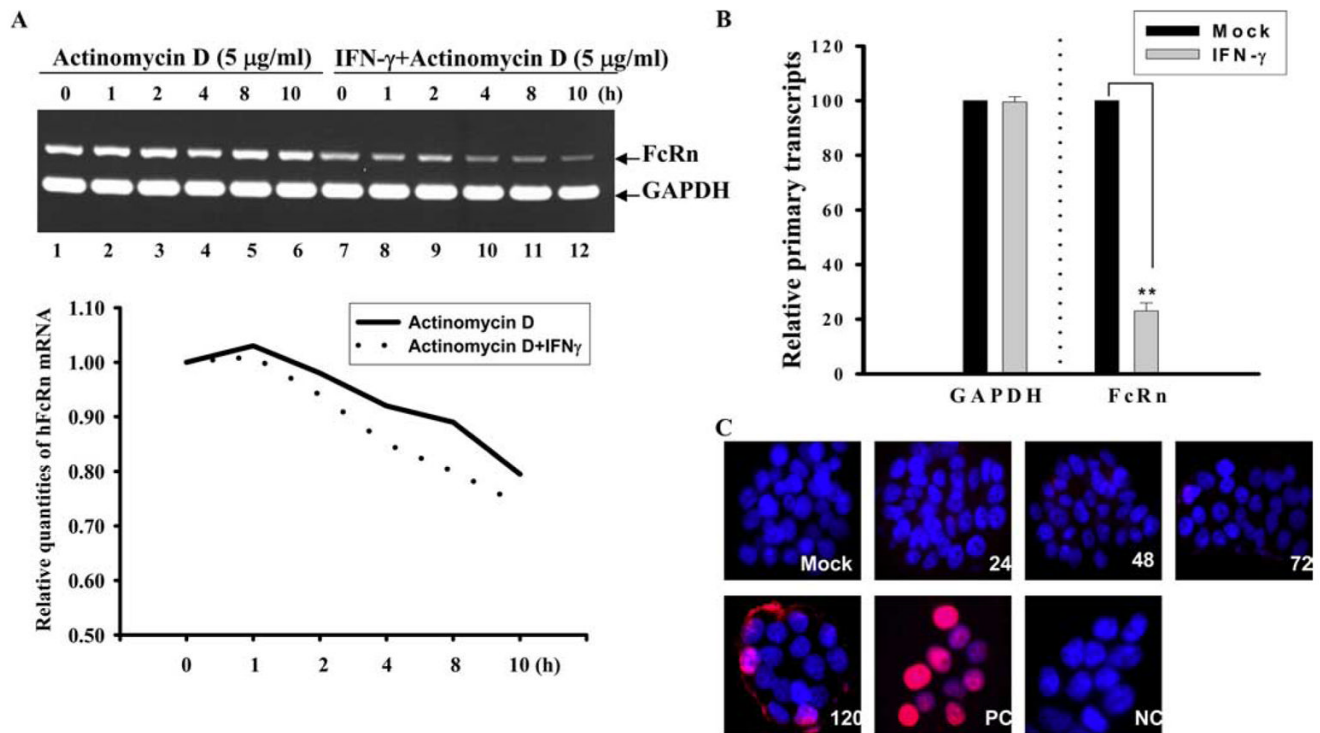 A
Actinomycin D (5 µg/ml) IFN-γ+Actinomycin D (5 µg/ml)
0 1 2 4 8 10 0 1 2 4 8 10 (h)
FcRn
GAPDH
1 2 3 4 5 6 7 8 9 10 11 12
Relative quantities of hFcRn mRNA
1.10
1.00
0.90
0.80
0.70
0.60
0.50
Actinomycin D
Actinomycin D+IFNγ
0 1 2 4 8 10 (h)
B
Mock
IFN-γ
Relative primary transcripts
120
100
80
60
40
20
0
**
GAPDH FcRn
C
Mock 24 48 72
120 PC NC